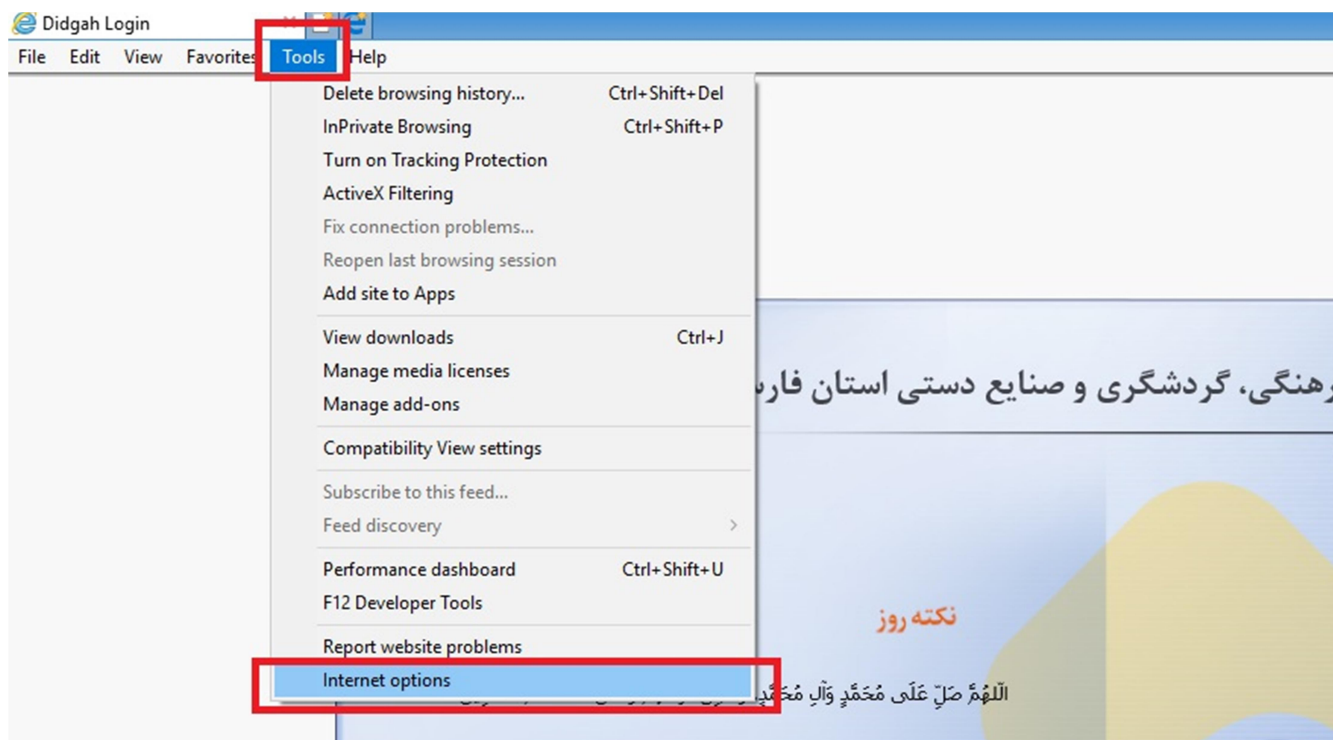 Didgah Login
File Edit View Favorites Tools Help
Delete browsing history... Ctrl+Shift+Del
InPrivate Browsing Ctrl+Shift+P
Turn on Tracking Protection
ActiveX Filtering
Fix connection problems...
Reopen last browsing session
Add site to Apps
View downloads Ctrl+J
Manage media licenses
Manage add-ons
Compatibility View settings
Subscribe to this feed...
Feed discovery
Performance dashboard Ctrl+Shift+U
F12 Developer Tools
Report website problems
Internet options
گردشگری و صنایع دستی استان
نکته روز
الّلهُمَّ صَلِّ عَلَى مُحَمَّدٍ وَآلِ